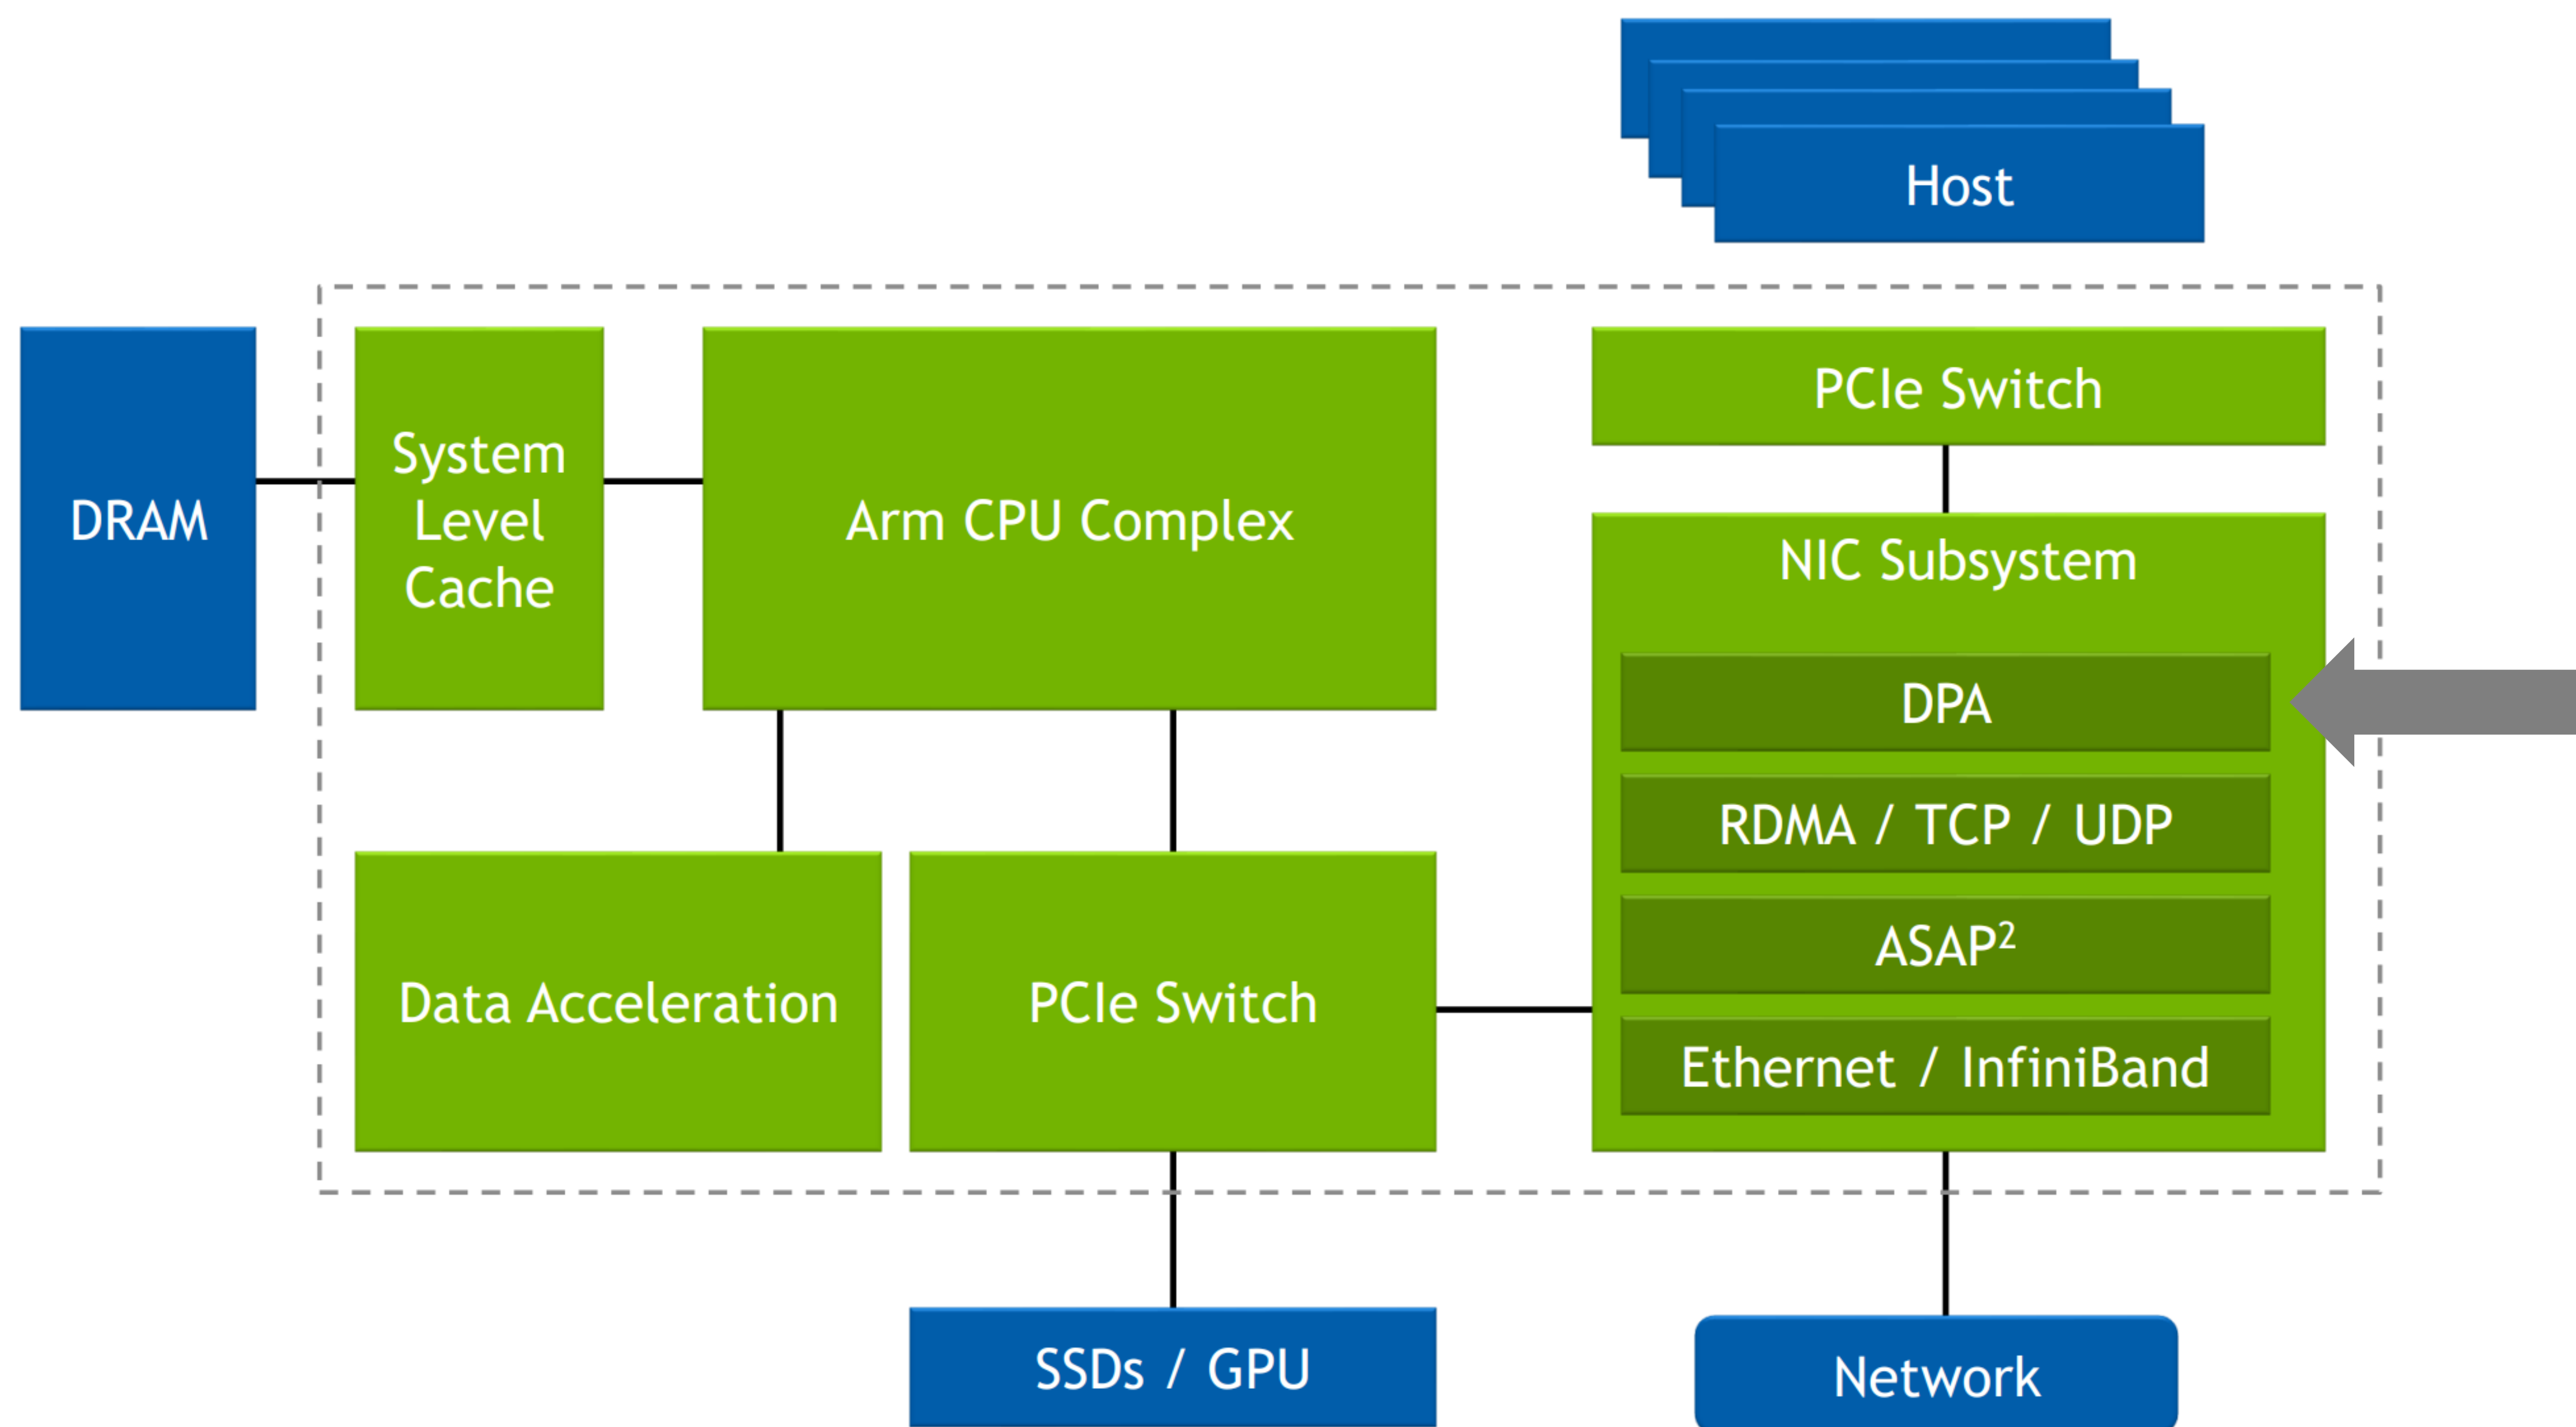 Host
DRAM
System
Level
Cache
Arm CPU Complex
PCIe Switch
NIC Subsystem
DPA
RDMA / TCP / UDP
ASAP²
Ethernet / InfiniBand
Data Acceleration
PCIe Switch
SSDs / GPU
Network